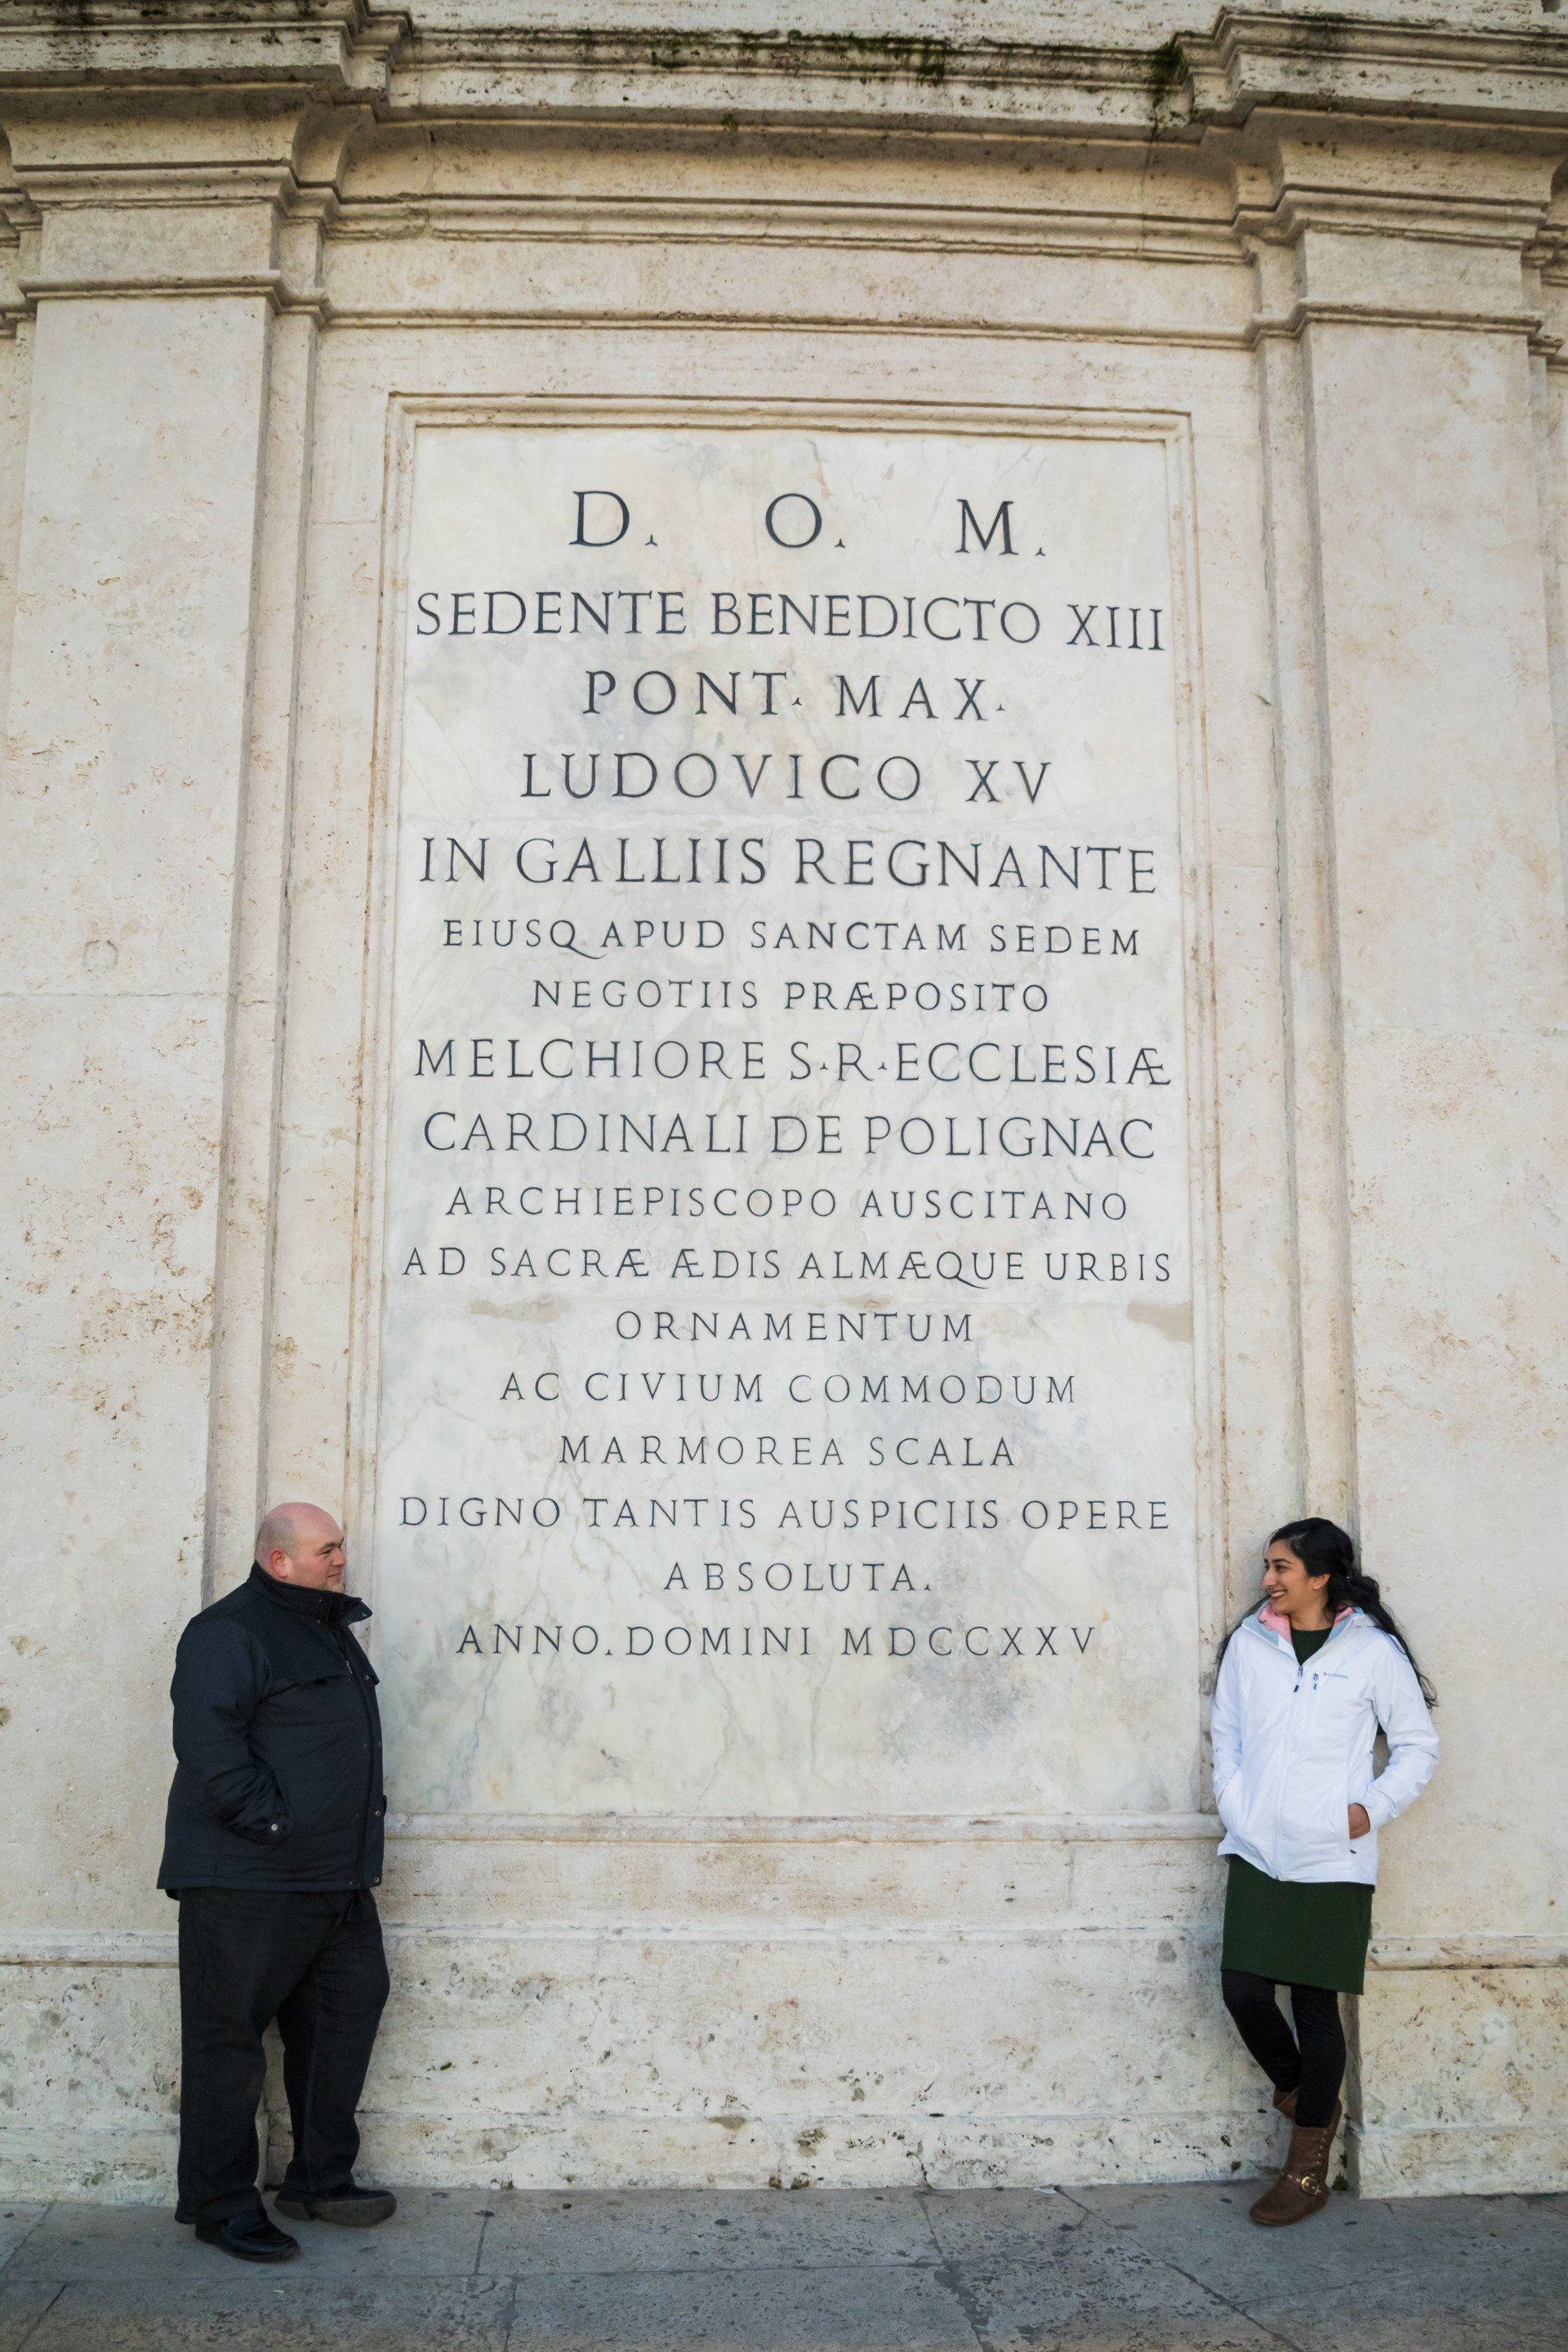 D. O. M.
SEDENTE BENEDICTO XIII
PONT· MAX·
LUDOVICO XV
IN GALLIIS REGNANTE
EIUSQ APUD SANCTAM SEDEM
NEGOTIIS PRÆPOSITO
MELCHIORE S·R·ECCLESIÆ
CARDINALI DE POLIGNAC
ARCHIEPISCOPO AUSCITANO
AD SACRÆ ÆDIS ALMÆQUE URBIS
ORNAMENTUM
AC CIVIUM COMMODUM
MARMOREA SCALA
DIGNO TANTIS AUSPICIIS OPERE
ABSOLUTA.
ANNO.DOMINI MDCCXXV
Columbia